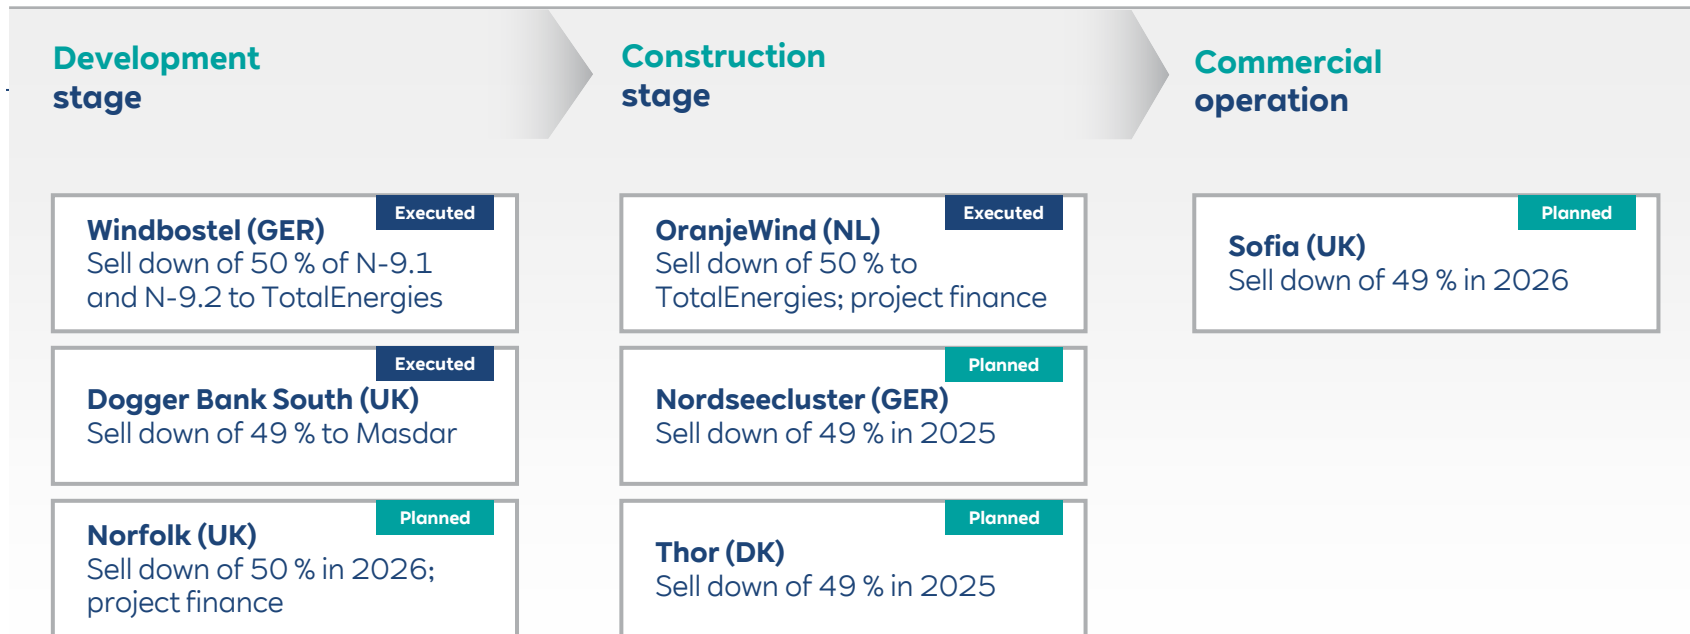 Development
stage
Executed
Windbostel (GER)
Sell down of 50 % of N-9.1
and N-9.2 to TotalEnergies
Executed
Dogger Bank South (UK)
Sell down of 49 % to Masdar
Planned
Norfolk (UK)
Sell down of 50 % in 2026;
project finance
Construction
stage
Executed
OranjeWind (NL)
Sell down of 50 % to
TotalEnergies; project finance
Planned
Nordseecluster (GER)
Sell down of 49 % in 2025
Planned
Thor (DK)
Sell down of 49 % in 2025
Commercial
operation
Planned
Sofia (UK)
Sell down of 49 % in 2026